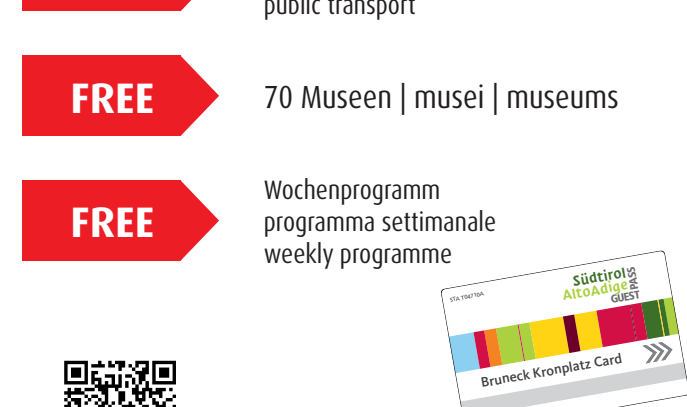 public transport
FREE
70 Museen | musei | museums
FREE
Wochenprogramm
programma settimanale
weekly programme
STA T04710A
Südtirol
AltoAdige
GUEST PASS
Bruneck Kronplatz Card